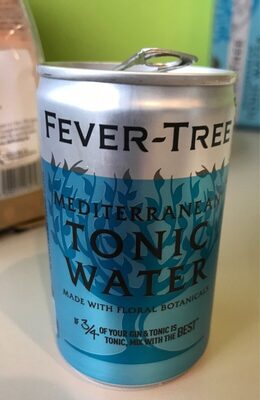 FEVER-TREE
MEDITERRANEAN
TONIC
WATER
MADE WITH FLORAL BOTANICALS
IF 3/4 OF YOUR GIN & TONIC IS
TONIC, MIX WITH THE BEST™